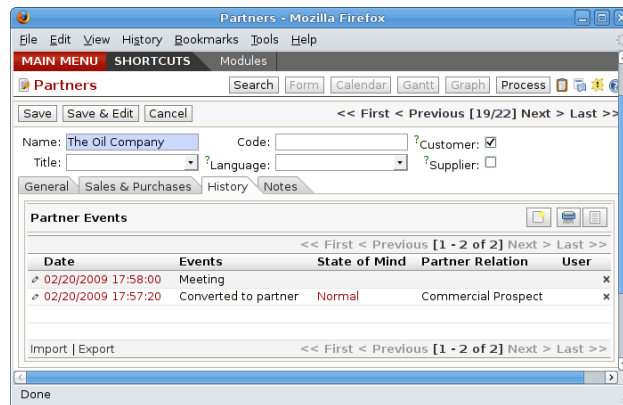 Partners - Mozilla Firefox
File Edit View History Bookmarks Tools Help
MAIN MENU SHORTCUTS Modules
Partners Search Form Calendar Gantt Graph Process
Save Save & Edit Cancel << First < Previous [19/22] Next > Last >>
Name: The Oil Company Code: ?Customer:
Title: ?Language: ?Supplier:
General Sales & Purchases History Notes
Partner Events
<< First < Previous [1 - 2 of 2] Next > Last >>
Date Events State of Mind Partner Relation User
02/20/2009 17:58:00 Meeting
02/20/2009 17:57:20 Converted to partner Normal Commercial Prospect
Import | Export << First < Previous [1 - 2 of 2] Next > Last >>
Done